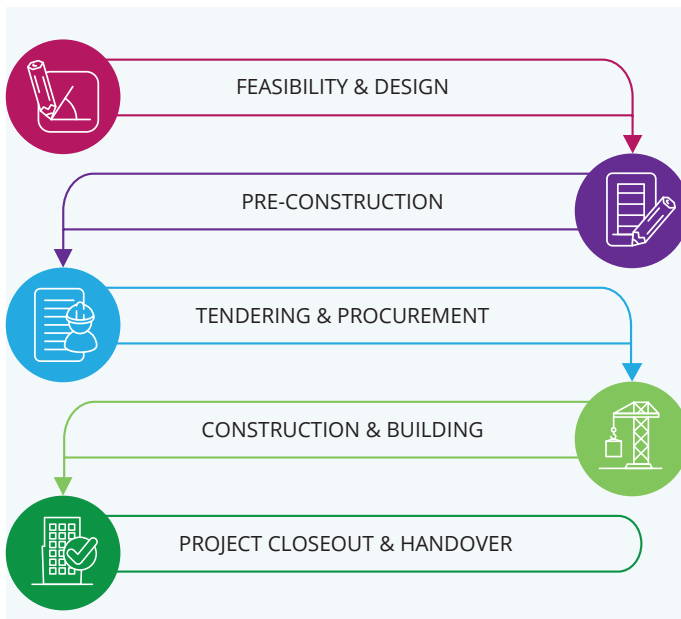 FEASIBILITY & DESIGN
PRE-CONSTRUCTION
TENDERING & PROCUREMENT
CONSTRUCTION & BUILDING
PROJECT CLOSEOUT & HANDOVER